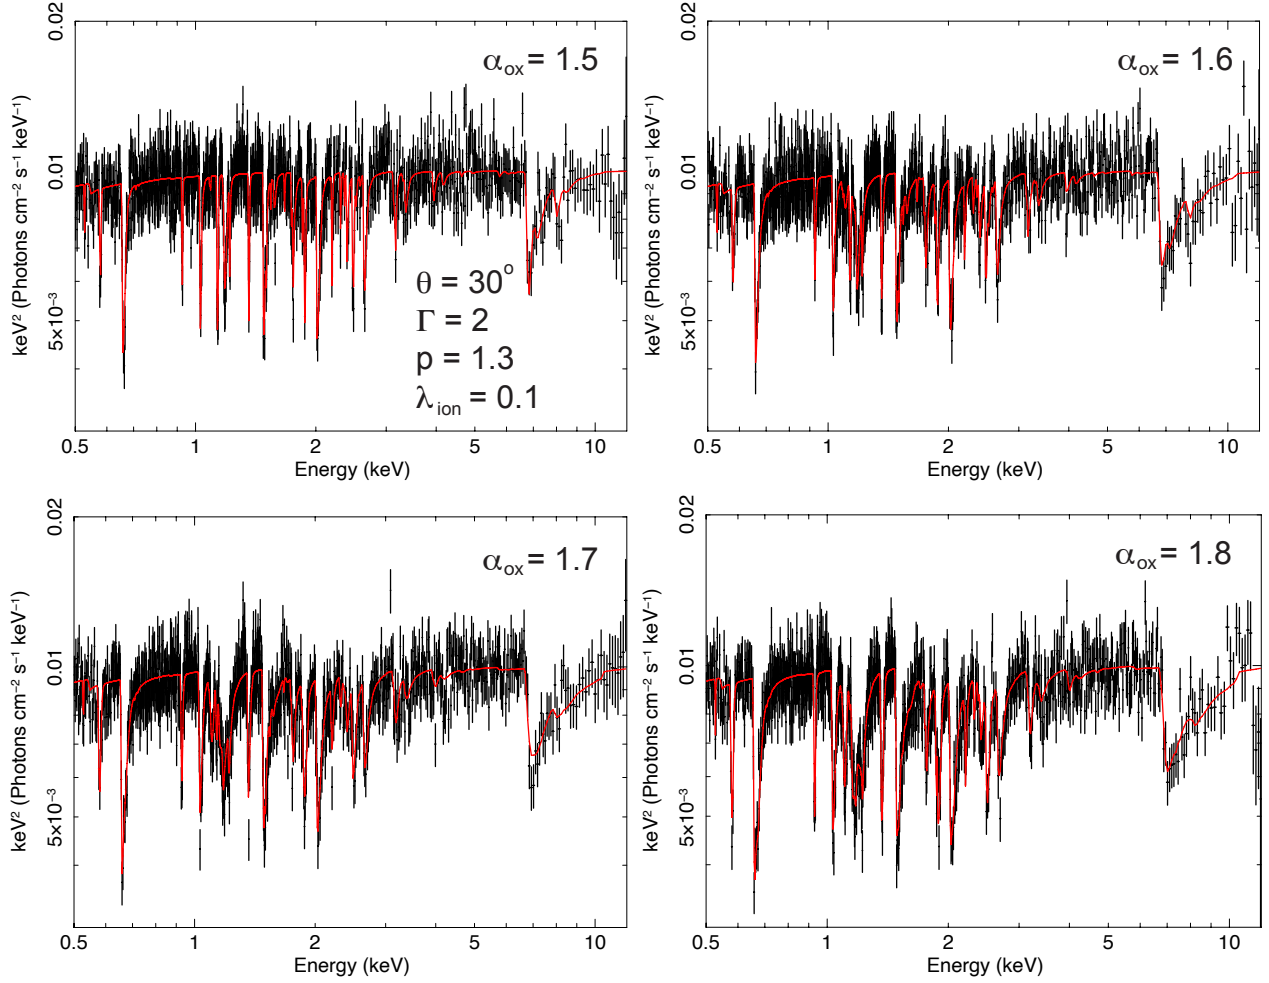 0.02
0.01
5×10⁻³
keV² (Photons cm⁻² s⁻¹ keV⁻¹)
αox = 1.5
θ = 30°
Γ = 2
p = 1.3
λion = 0.1
0.5 1 2 5 10
Energy (keV)
0.02
0.01
5×10⁻³
keV² (Photons cm⁻² s⁻¹ keV⁻¹)
αox = 1.6
0.5 1 2 5 10
Energy (keV)
0.02
0.01
5×10⁻³
keV² (Photons cm⁻² s⁻¹ keV⁻¹)
αox = 1.7
0.5 1 2 5 10
Energy (keV)
0.02
0.01
5×10⁻³
keV² (Photons cm⁻² s⁻¹ keV⁻¹)
αox = 1.8
0.5 1 2 5 10
Energy (keV)